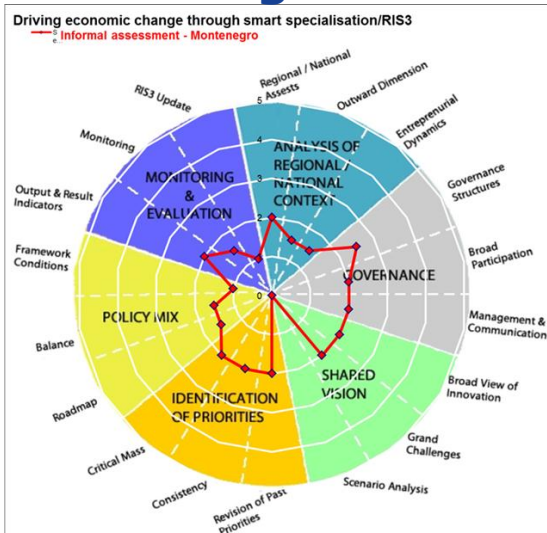 Driving economic change through smart specialisation/RIS3
S
e...
Informal assessment - Montenegro
Regional / National
Assests
Outward Dimension
Entreprenurial
Dynamics
Governance
Structures
Broad
Participation
Management &
Communication
Broad View of
Innovation
Grand
Challenges
Scenario Analysis
Revision of Past
Priorities
Consistency
Critical Mass
Roadmap
Balance
Framework
Conditions
Output & Result
Indicators
Monitoring
RIS3 Update
5
4
3
2
0
ANALYSIS OF
REGIONAL /
NATIONAL
CONTEXT
GOVERNANCE
SHARED
VISION
IDENTIFICATION
OF PRIORITIES
POLICY MIX
MONITORING
&
EVALUATION